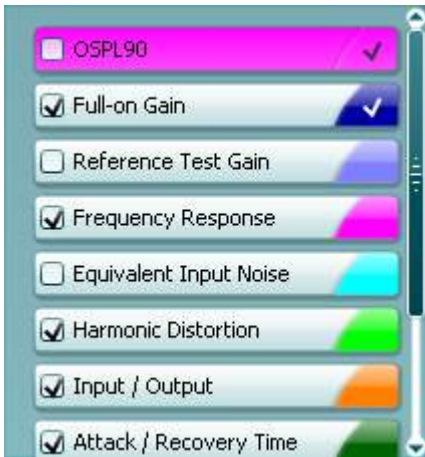 OSPL90
Full-on Gain
Reference Test Gain
Frequency Response
Equivalent Input Noise
Harmonic Distortion
Input / Output
Attack / Recovery Time